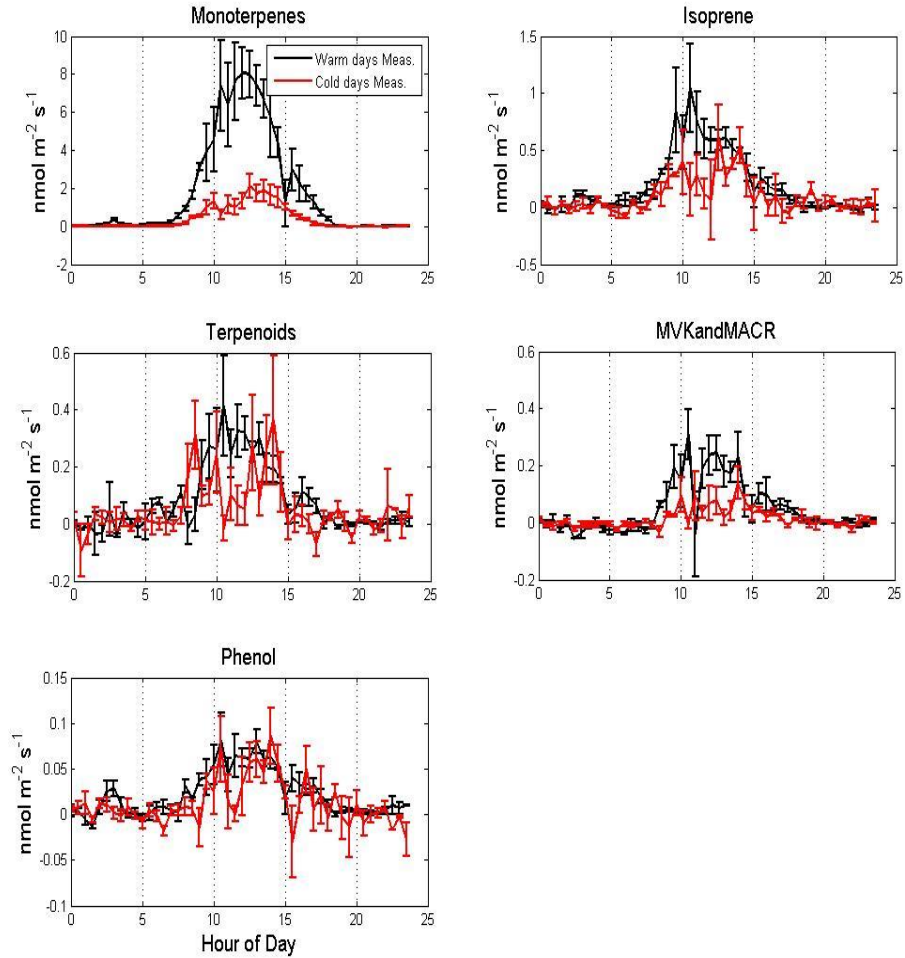 Monoterpenes
nmol m⁻² s⁻¹
10
8
6
4
2
0
-2
Warm days Meas.
Cold days Meas.
0 5 10 15 20 25
Isoprene
nmol m⁻² s⁻¹
1.5
1
0.5
0
-0.5
0 5 10 15 20 25
Terpenoids
nmol m⁻² s⁻¹
0.6
0.4
0.2
0
-0.2
0 5 10 15 20 25
MVKandMACR
nmol m⁻² s⁻¹
0.6
0.4
0.2
0
-0.2
0 5 10 15 20 25
Phenol
nmol m⁻² s⁻¹
0.15
0.1
0.05
0
-0.05
-0.1
0 5 10 15 20 25
Hour of Day